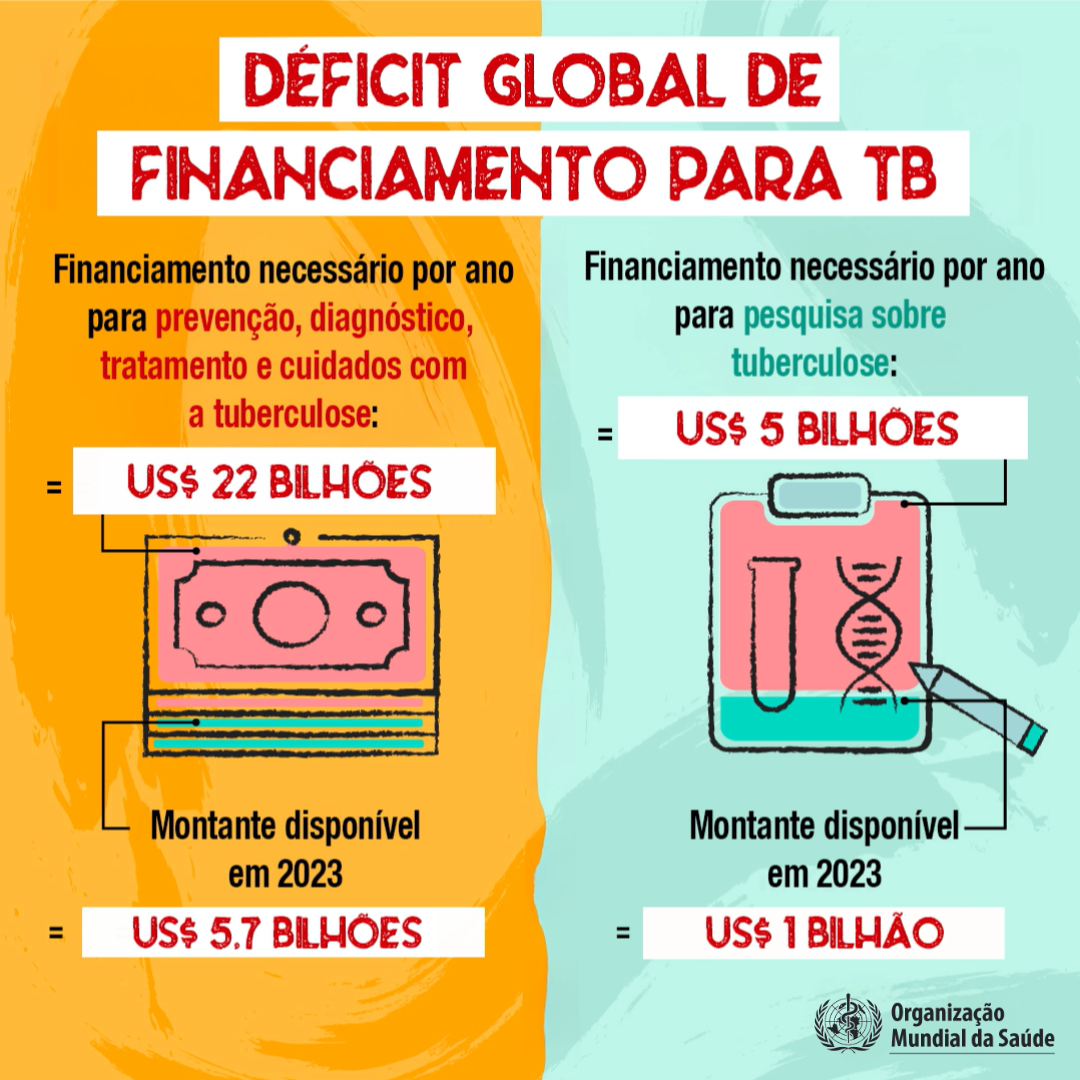 DÉFICIT GLOBAL DE
FINANCIAMENTO PARA TB
Financiamento necessário por ano
para prevenção, diagnóstico,
tratamento e cuidados com
a tuberculose:
= US$ 22 BILHÕES
Montante disponível
em 2023
= US$ 5.7 BILHÕES
Financiamento necessário por ano
para pesquisa sobre
tuberculose:
= US$ 5 BILHÕES
Montante disponível
em 2023
= US$ 1 BILHÃO
Organização
Mundial da Saúde